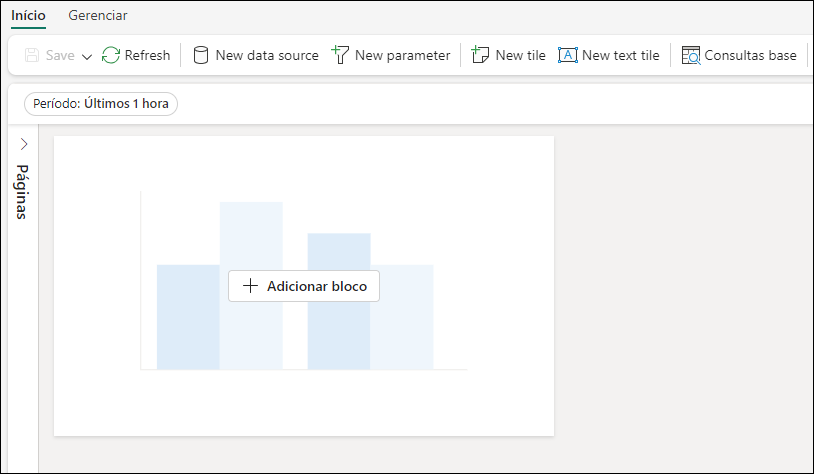 Início Gerenciar
Save Refresh New data source New parameter New tile New text tile Consultas base
Período: Últimos 1 hora
Páginas
Adicionar bloco